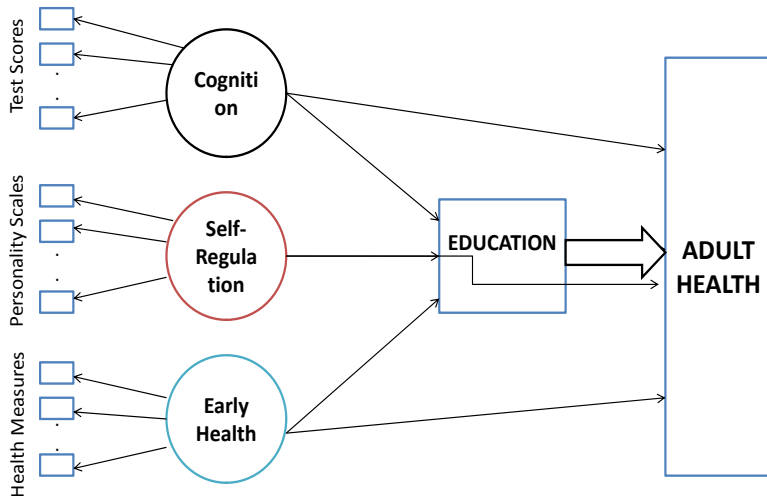 Test Scores
Cogniti
on
Personality Scales
Self-
Regula
tion
EDUCATION
ADULT
HEALTH
Health Measures
Early
Health